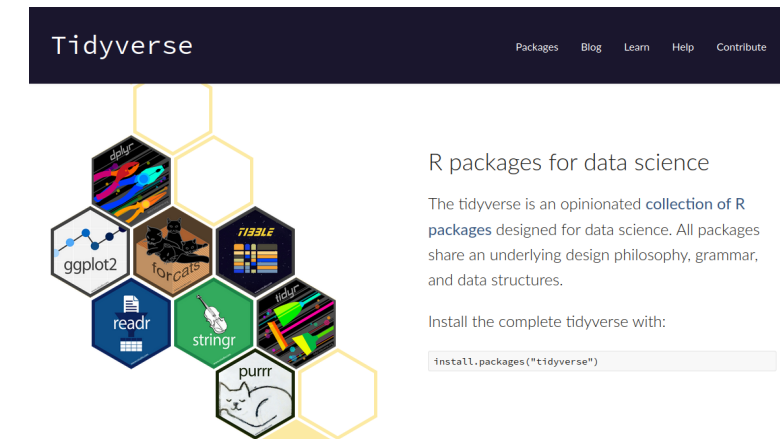 Tidyverse
Packages Blog Learn Help Contribute
dplyr
ggplot2
forcats
TIBBLE
readr
stringr
tidyr
purrr
R packages for data science
The tidyverse is an opinionated collection of R
packages designed for data science. All packages
share an underlying design philosophy, grammar,
and data structures.
Install the complete tidyverse with:
install.packages("tidyverse")